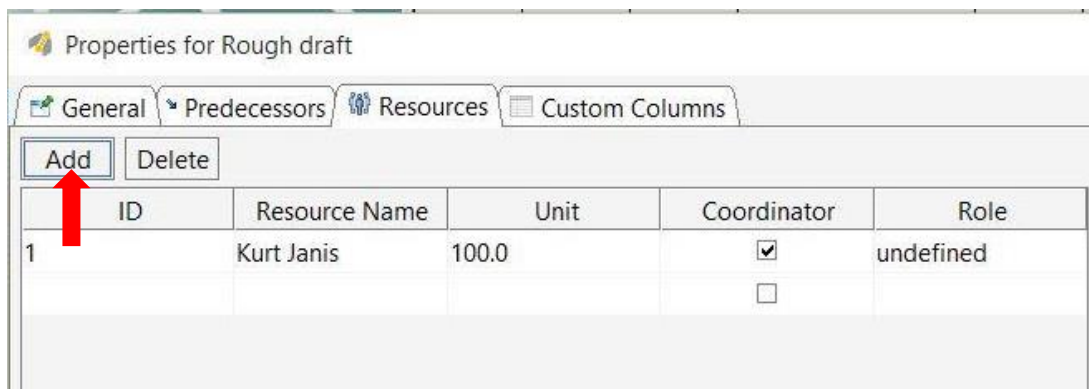 Properties for Rough draft
General Predecessors Resources Custom Columns
Add Delete
ID Resource Name Unit Coordinator Role
1 Kurt Janis 100.0 undefined